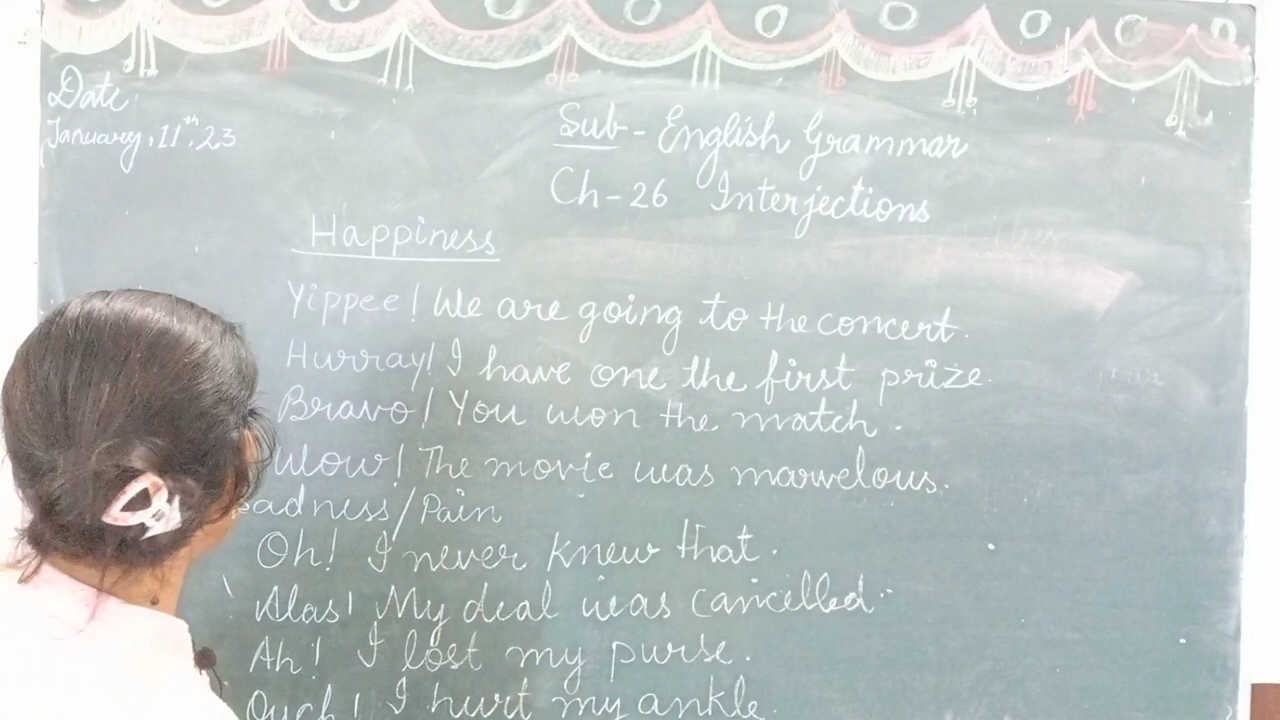 Date
January, 11th, 23
Sub - English Grammar
Ch-26 Interjections
Happiness
Yippee! We are going to the concert.
Hurray! I have one the first prize.
Bravo! You won the match.
Wow! The movie was marvelous.
eadness/Pain
Oh! I never knew that.
Alas! My deal was cancelled.
Ah! I lost my purse.
Ouch! I hurt my ankle.